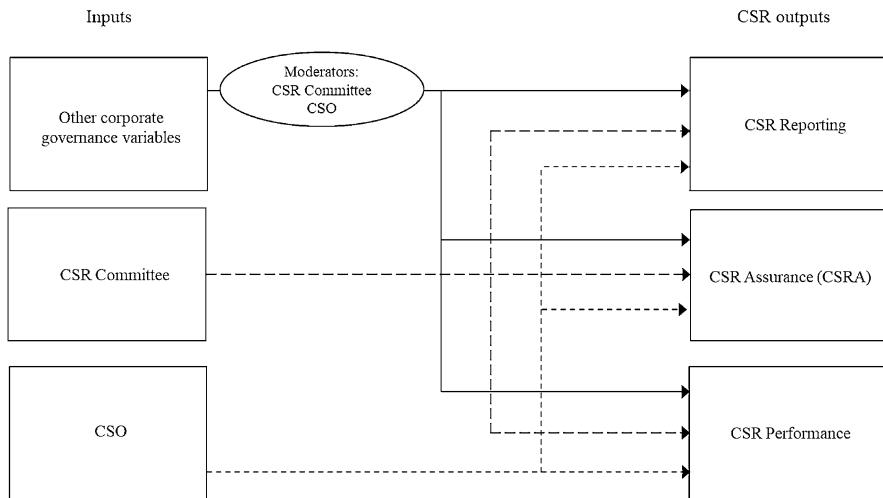 Inputs
CSR outputs
Moderators:
CSR Committee
CSO
Other corporate
governance variables
CSR Reporting
CSR Committee
CSR Assurance (CSRA)
CSO
CSR Performance